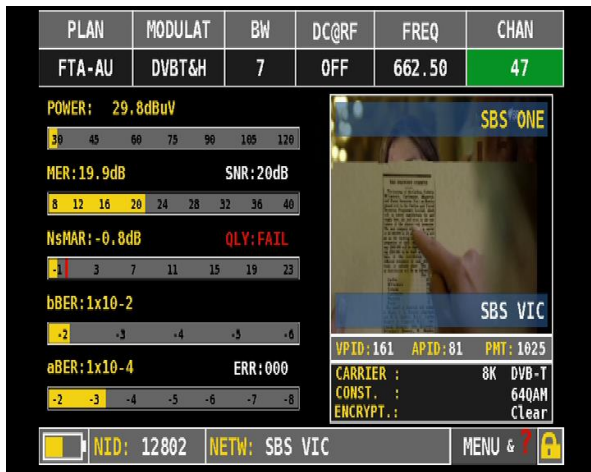 PLAN MODULAT BW DC@RF FREQ CHAN
FTA-AU DVBT&H 7 OFF 662.50 47
POWER: 29.8dBuV
30 45 60 75 90 105 120
MER:19.9dB SNR:20dB
8 12 16 20 24 28 32 36 40
NsMAR:-0.8dB QLY:FAIL
-1 3 7 11 15 19 23
bBER:1x10-2
-2 -3 -4 -5 -6
aBER:1x10-4 ERR:000
-2 -3 -4 -5 -6 -7 -8
SBS ONE
SBS VIC
VPID:161 APID:81 PMT:1025
CARRIER : 8K DVB-T
CONST. : 64QAM
ENCRYPT.: Clear
NID: 12802 NETW: SBS VIC MENU & ?